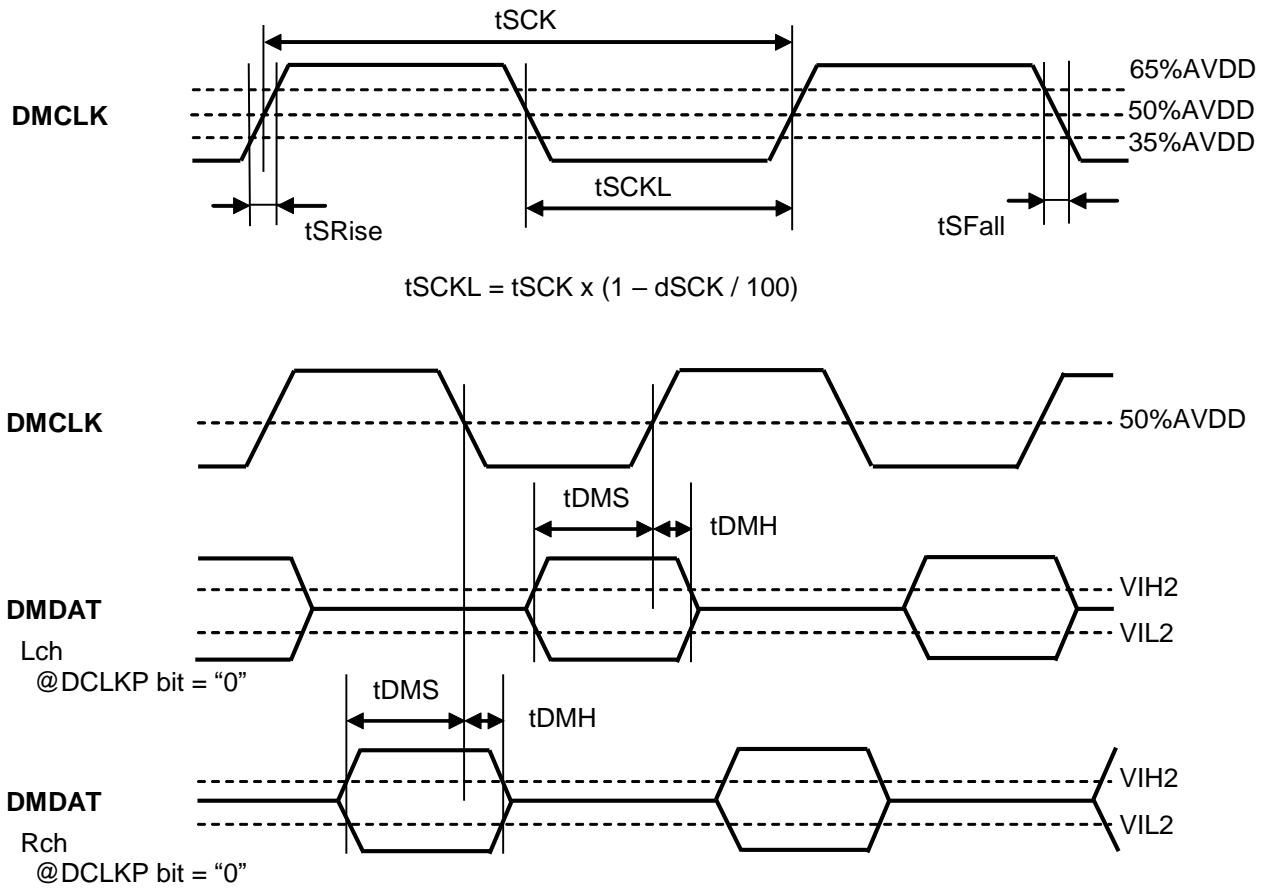 tSCK
65%AVDD
DMCLK
50%AVDD
35%AVDD
tSCKL
tSRise
tSFall
tSCKL = tSCK x (1 – dSCK / 100)
DMCLK
50%AVDD
tDMS
tDMH
VIH2
DMDAT
VIL2
Lch
@DCLKP bit = “0”
tDMS
tDMH
VIH2
DMDAT
VIL2
Rch
@DCLKP bit = “0”